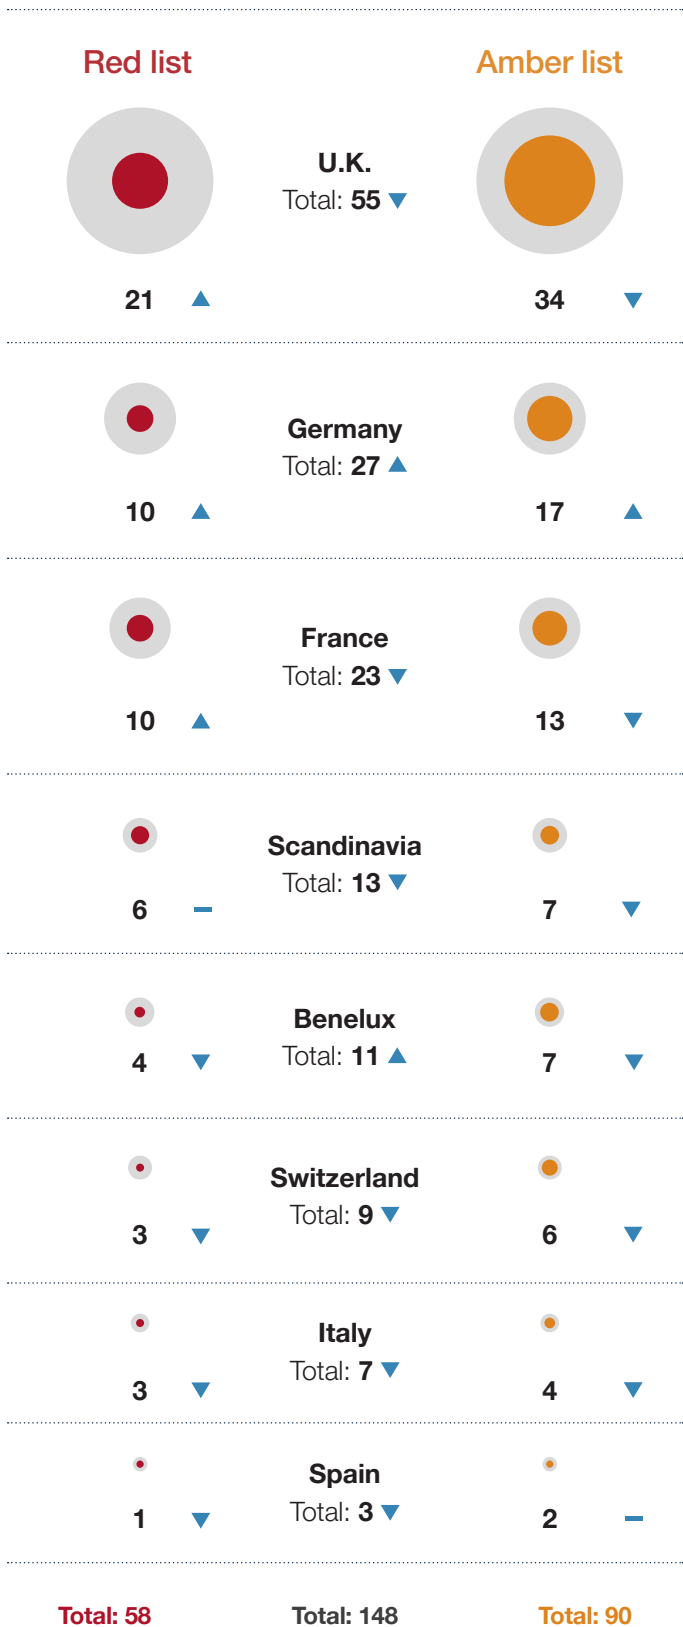 Red list
Amber list
U.K.
Total: 55
21
34
Germany
Total: 27
10
17
France
Total: 23
10
13
Scandinavia
Total: 13
6
7
Benelux
Total: 11
4
7
Switzerland
Total: 9
3
6
Italy
Total: 7
3
4
Spain
Total: 3
1
2
Total: 58
Total: 148
Total: 90